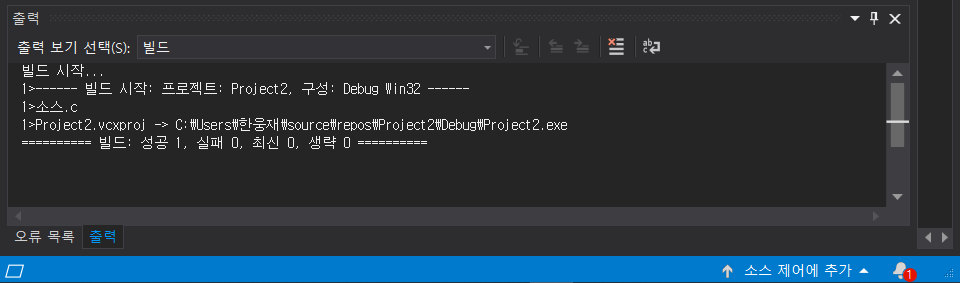 출력
출력 보기 선택(S): 빌드
빌드 시작...
1>------ 빌드 시작: 프로젝트: Project2, 구성: Debug Win32 ------
1>소스.c
1>Project2.vcxproj -> C:₩Users₩한웅재₩source₩repos₩Project2₩Debug₩Project2.exe
========== 빌드: 성공 1, 실패 0, 최신 0, 생략 0 ==========
오류 목록 출력
소스 제어에 추가 1